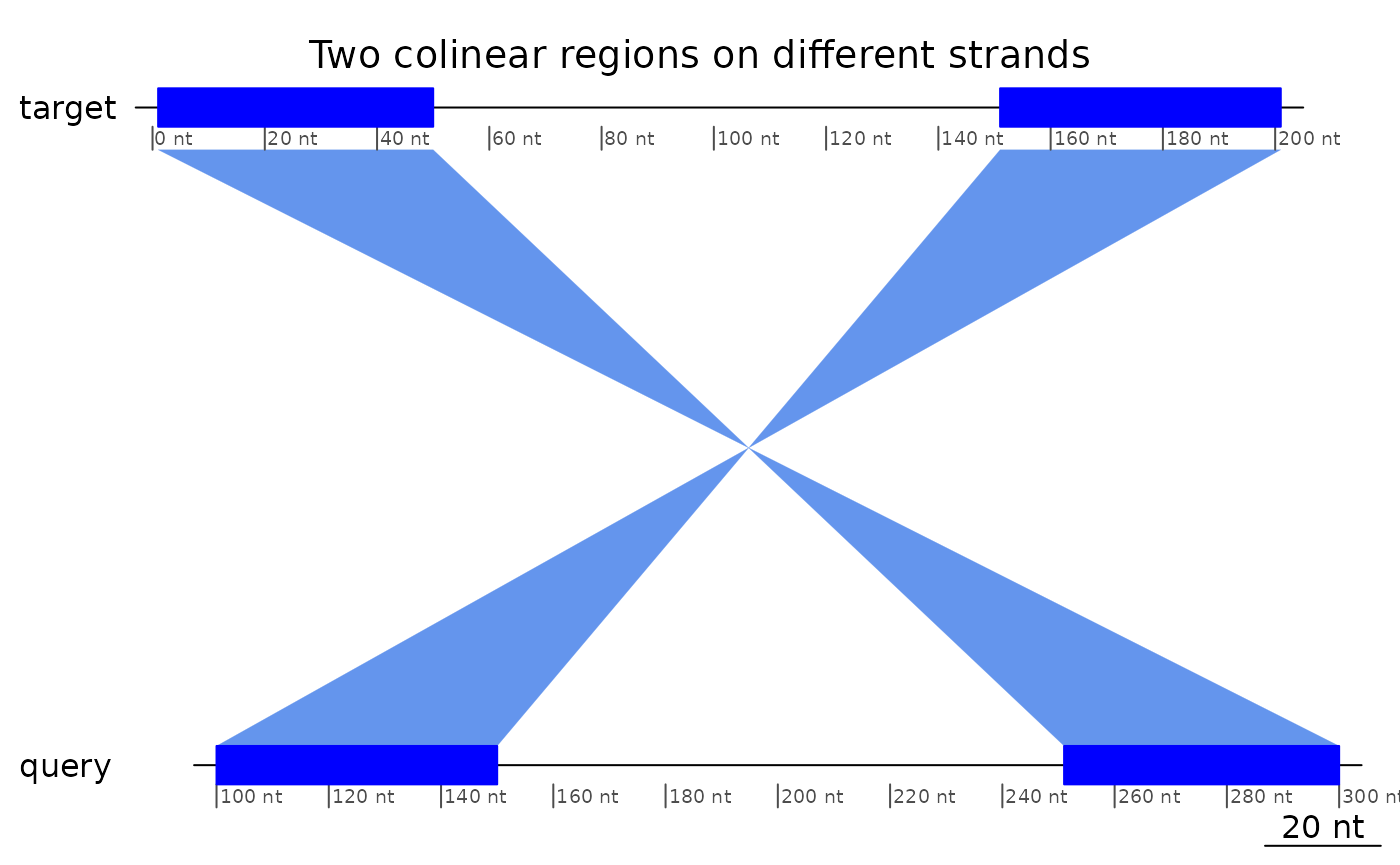 Two colinear regions on different strands
target
0 nt 20 nt 40 nt 60 nt 80 nt 100 nt 120 nt 140 nt 160 nt 180 nt 200 nt
query
100 nt 120 nt 140 nt 160 nt 180 nt 200 nt 220 nt 240 nt 260 nt 280 nt 300 nt
20 nt